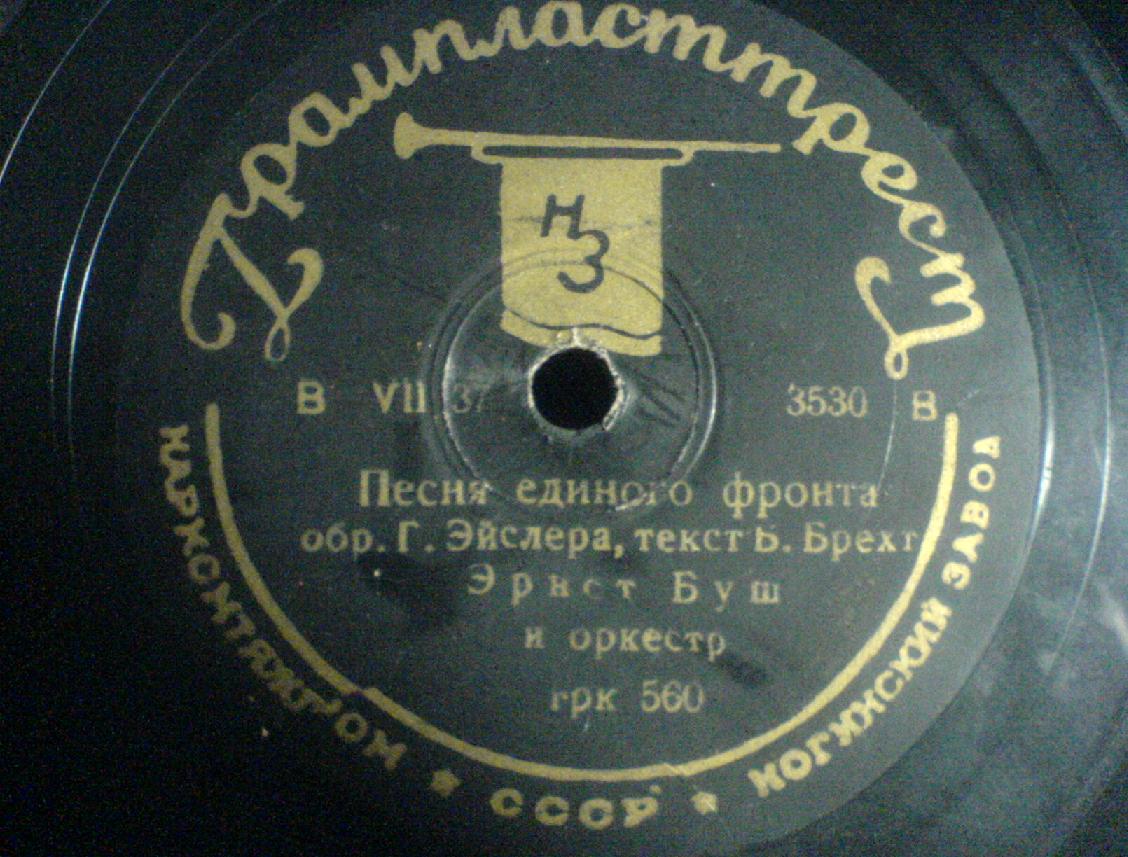 Грампласттрест
НЗ
В VII 37 3530 В
Песня единого фронта
обр. Г. Эйслера, текст Б. Брехт
Эрнст Буш
и оркестр
грк 560
НАРКОМТЯЖПРОМ ★ СССР ★ НОГИНСКИЙ ЗАВОД